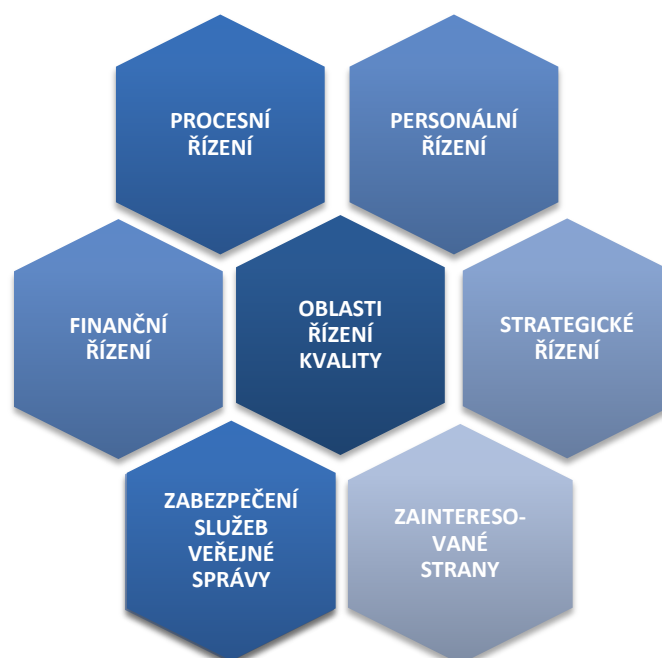 PROCESNÍ
ŘÍZENÍ
PERSONÁLNÍ
ŘÍZENÍ
FINANČNÍ
ŘÍZENÍ
OBLASTI
ŘÍZENÍ
KVALITY
STRATEGICKÉ
ŘÍZENÍ
ZABEZPEČENÍ
SLUŽEB
VEŘEJNÉ
SPRÁVY
ZAINTERESO-
VANÉ
STRANY